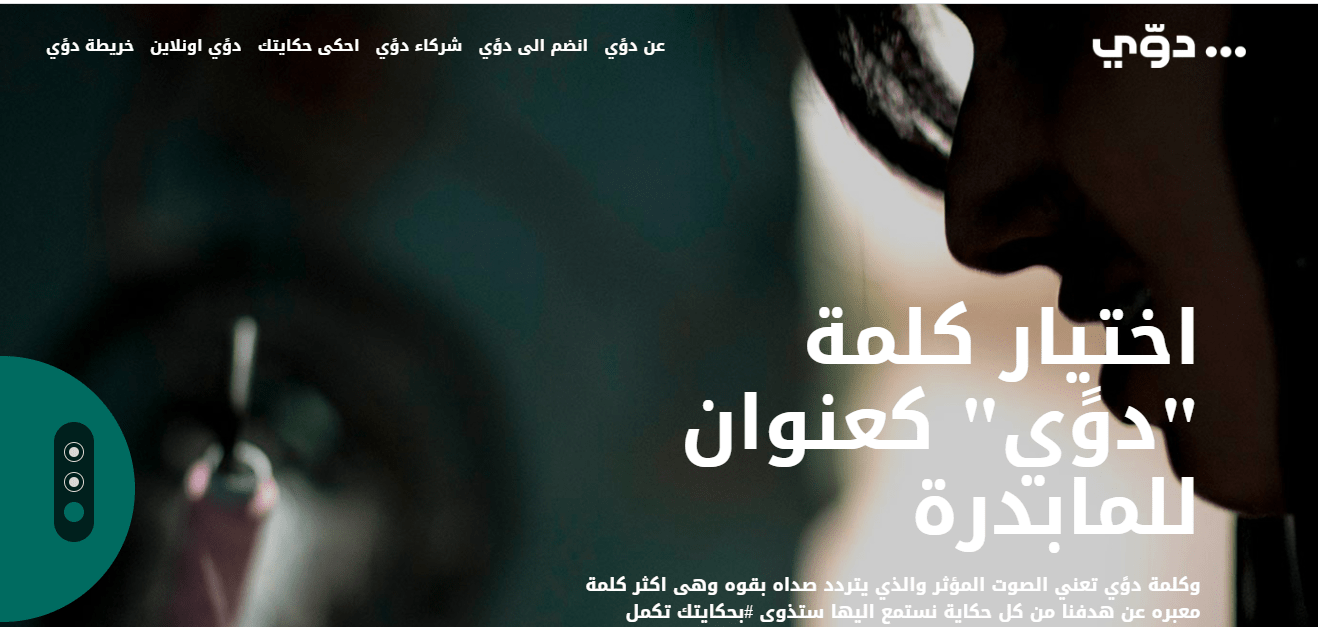 ... دوّي
عن دوًي انضم الى دوًي شركاء دوًي احكى حكايتك دوًي اونلاين خريطة دوًي
اختيار كلمة
"دوًي" كعنوان
للمابدرة
وكلمة دوًي تعني الصوت المؤثر والذي يتردد صداه بقوه وهى اكثر كلمة
معبره عن هدفنا من كل حكاية نستمع اليها ستذوى #بحكايتك تكمل